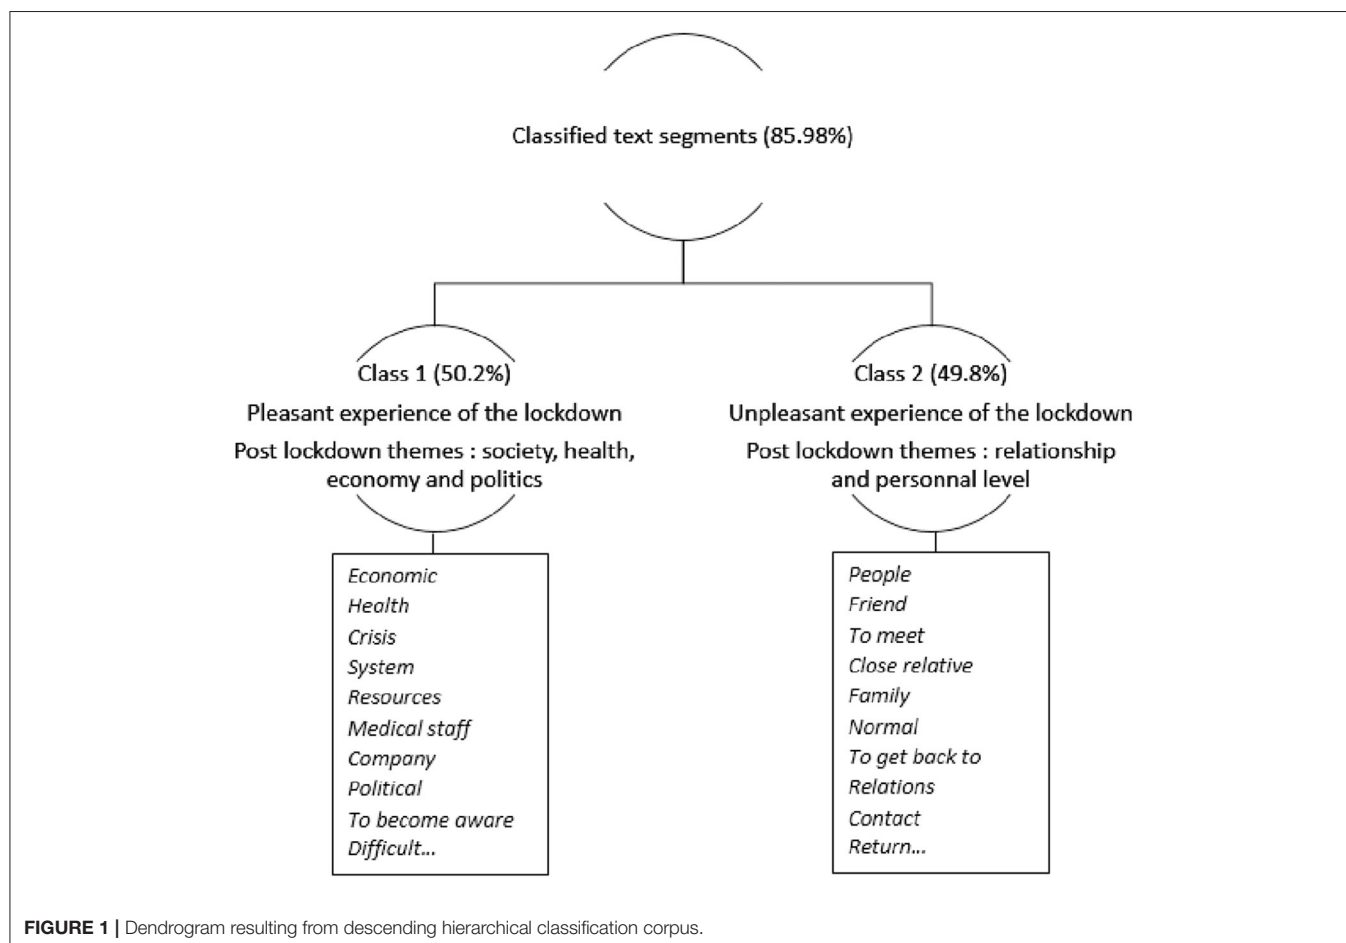 Classified text segments (85.98%)
Class 1 (50.2%)
Pleasant experience of the lockdown
Post lockdown themes : society, health,
economy and politics
Class 2 (49.8%)
Unpleasant experience of the lockdown
Post lockdown themes : relationship
and personnal level
Economic
Health
Crisis
System
Resources
Medical staff
Company
Political
To become aware
Difficult...
People
Friend
To meet
Close relative
Family
Normal
To get back to
Relations
Contact
Return...
FIGURE 1 | Dendrogram resulting from descending hierarchical classification corpus.